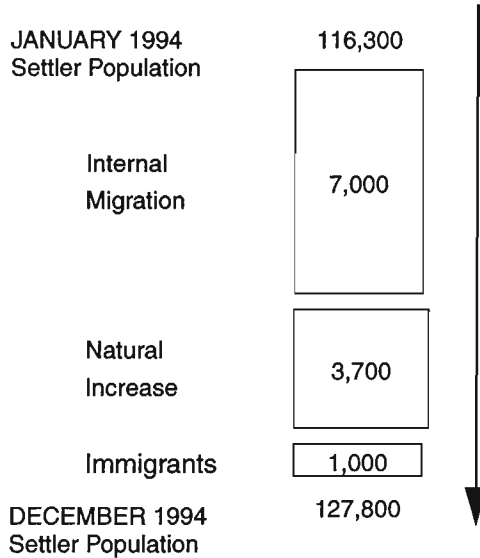 JANUARY 1994 116,300
Settler Population
Internal
Migration
7,000
Natural
Increase
3,700
Immigrants 1,000
DECEMBER 1994 127,800
Settler Population